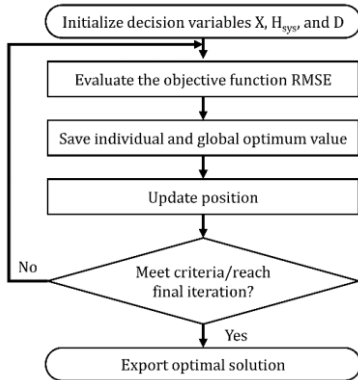 Initialize decision variables X, H_sys, and D
Evaluate the objective function RMSE
Save individual and global optimum value
Update position
No
Meet criteria/reach
final iteration?
Yes
Export optimal solution